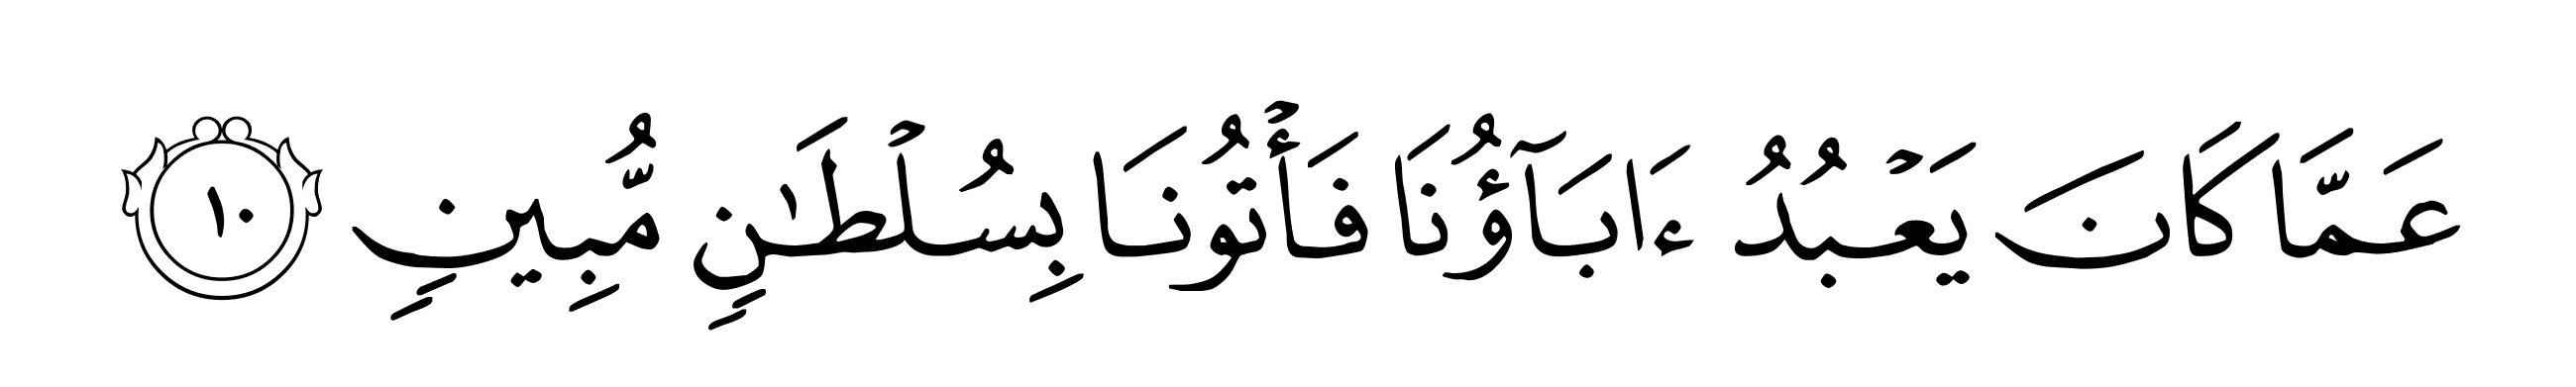 عَمَّا كَانَ يَعْبُدُ ءَابَآؤُنَا فَأْتُونَا بِسُلْطَٰنٍ مُّبِينٍ ١٠